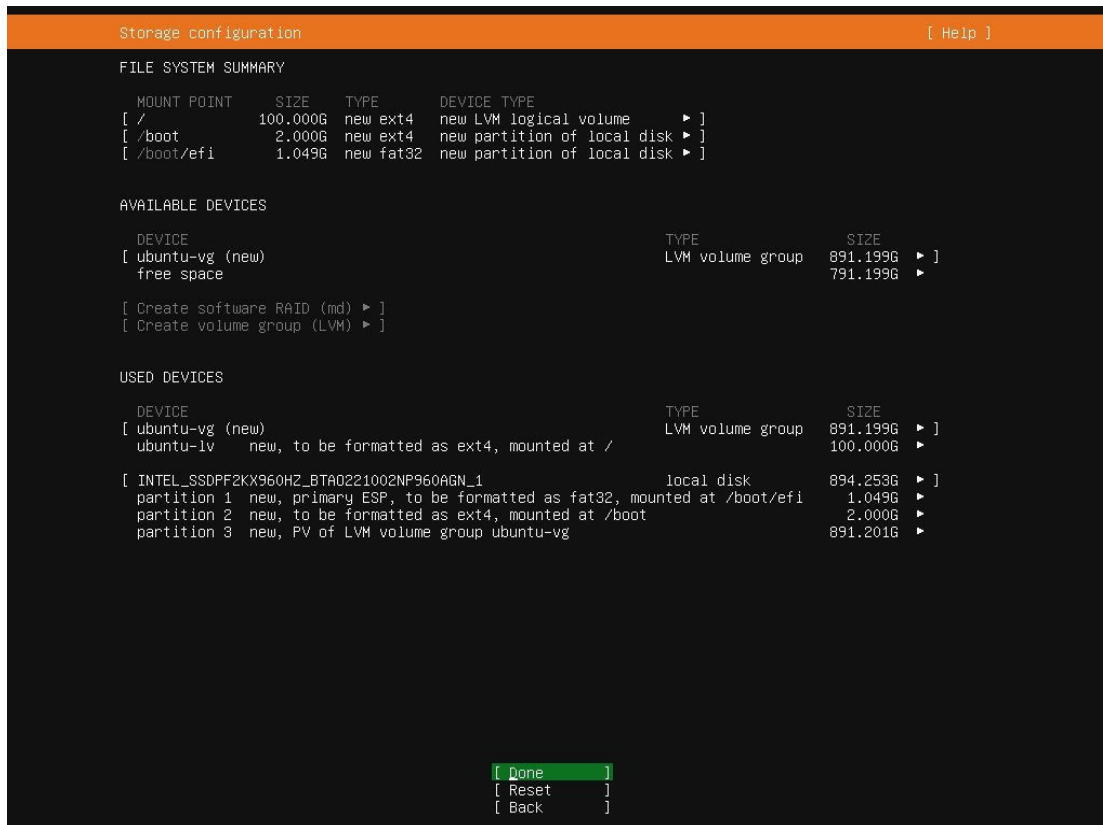 Storage configuration [ Help ]
FILE SYSTEM SUMMARY
MOUNT POINT SIZE TYPE DEVICE TYPE
[ / 100.000G new ext4 new LVM logical volume ▸ ]
[ /boot 2.000G new ext4 new partition of local disk ▸ ]
[ /boot/efi 1.049G new fat32 new partition of local disk ▸ ]
AVAILABLE DEVICES
DEVICE TYPE SIZE
[ ubuntu-vg (new) LVM volume group 891.199G ▸ ]
free space 791.199G ▸
[ Create software RAID (md) ▸ ]
[ Create volume group (LVM) ▸ ]
USED DEVICES
DEVICE TYPE SIZE
[ ubuntu-vg (new) LVM volume group 891.199G ▸ ]
ubuntu-lv new, to be formatted as ext4, mounted at / 100.000G ▸
[ INTEL_SSDPF2KX960HZ_BTAO221002NP960AGN_1 local disk 894.253G ▸ ]
partition 1 new, primary ESP, to be formatted as fat32, mounted at /boot/efi 1.049G ▸
partition 2 new, to be formatted as ext4, mounted at /boot 2.000G ▸
partition 3 new, PV of LVM volume group ubuntu-vg 891.201G ▸
[ Done ]
[ Reset ]
[ Back ]